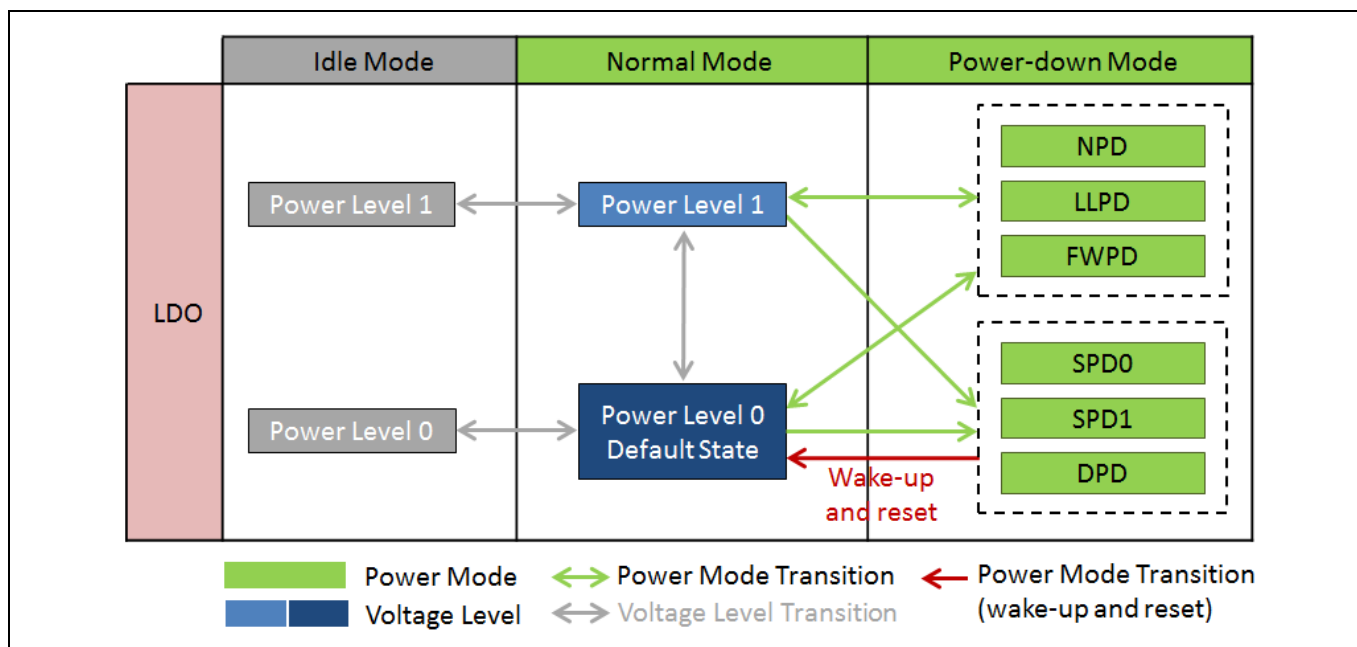 Idle Mode
Normal Mode
Power-down Mode
LDO
Power Level 1
Power Level 1
NPD
LLPD
FWPD
Power Level 0
Power Level 0
Default State
SPD0
SPD1
DPD
Wake-up
and reset
Power Mode
Power Mode Transition
Power Mode Transition
(wake-up and reset)
Voltage Level
Voltage Level Transition